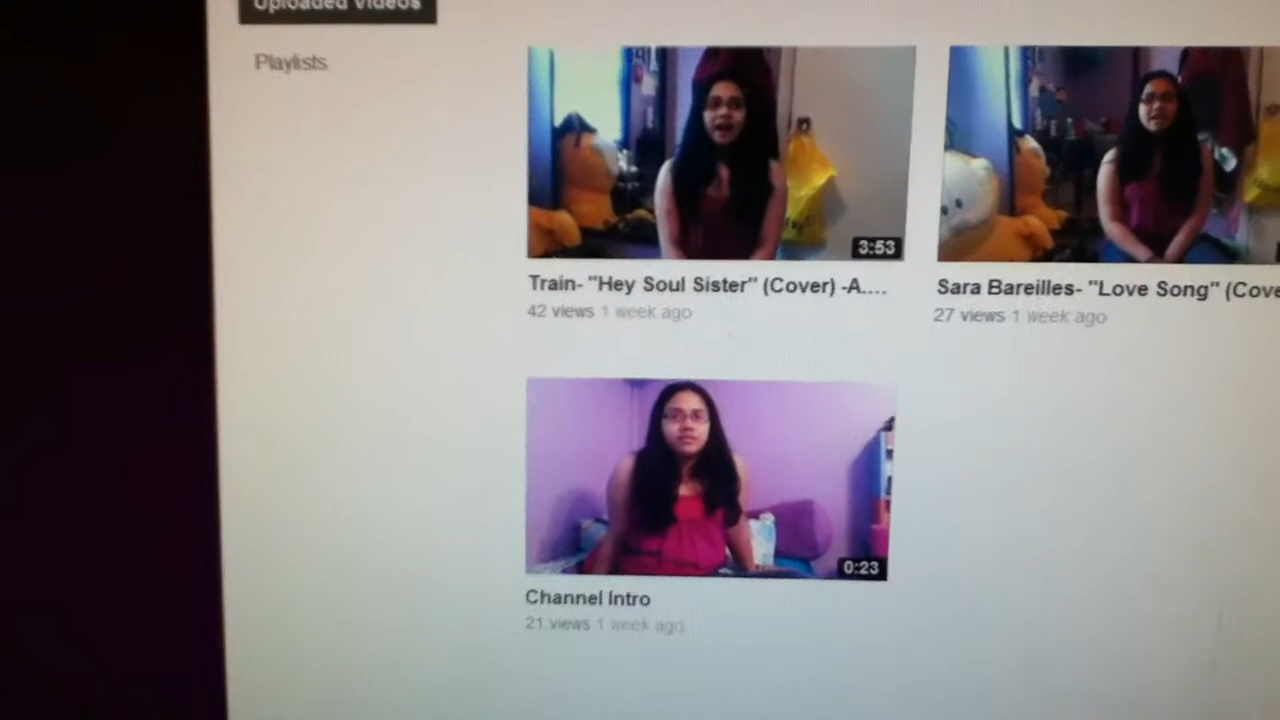 Uploaded Videos
Playlists
3:53
Train- "Hey Soul Sister" (Cover) -A....
42 views 1 week ago
Sara Bareilles- "Love Song" (Cove
27 views 1 week ago
0:23
Channel Intro
21 views 1 week ago